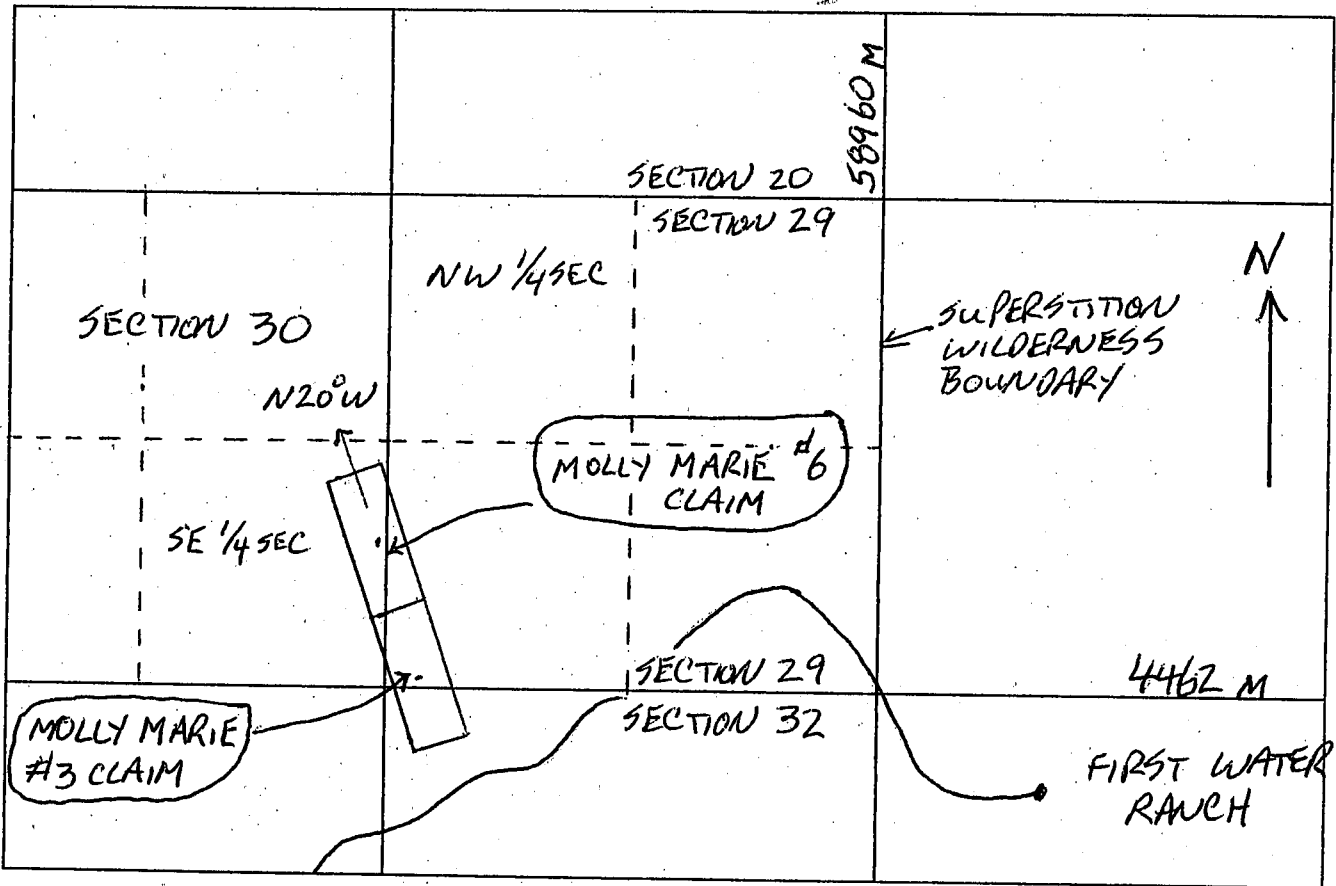 58960 M
SECTION 20
SECTION 29
NW 1/4 SEC
N
SECTION 30
SUPERSTITION
WILDERNESS
BOUNDARY
N20°W
MOLLY MARIE #6
CLAIM
SE 1/4 SEC
SECTION 29
4462 M
SECTION 32
MOLLY MARIE
#3 CLAIM
FIRST WATER
RANCH